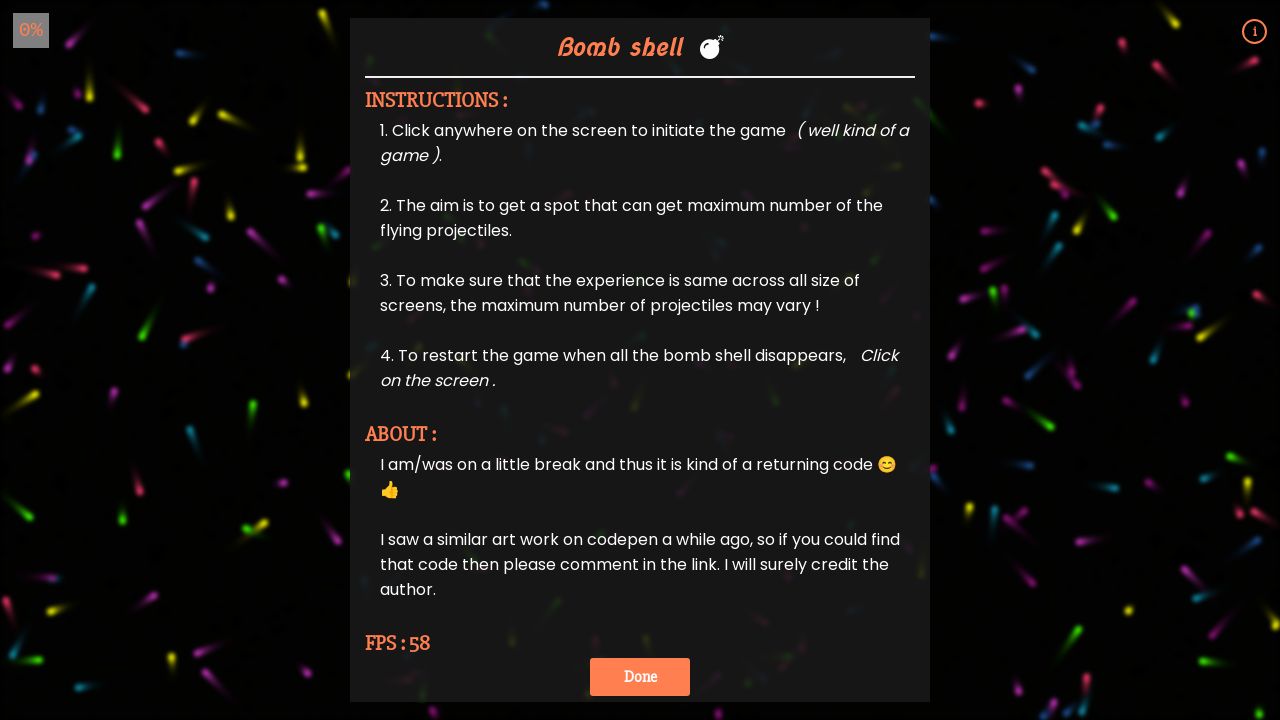 0%
i
Bomb shell 💣
INSTRUCTIONS :
1. Click anywhere on the screen to initiate the game ( well kind of a
game ).
2. The aim is to get a spot that can get maximum number of the
flying projectiles.
3. To make sure that the experience is same across all size of
screens, the maximum number of projectiles may vary !
4. To restart the game when all the bomb shell disappears, Click
on the screen .
ABOUT :
I am/was on a little break and thus it is kind of a returning code 😊
👍
I saw a similar art work on codepen a while ago, so if you could find
that code then please comment in the link. I will surely credit the
author.
FPS : 58
Done